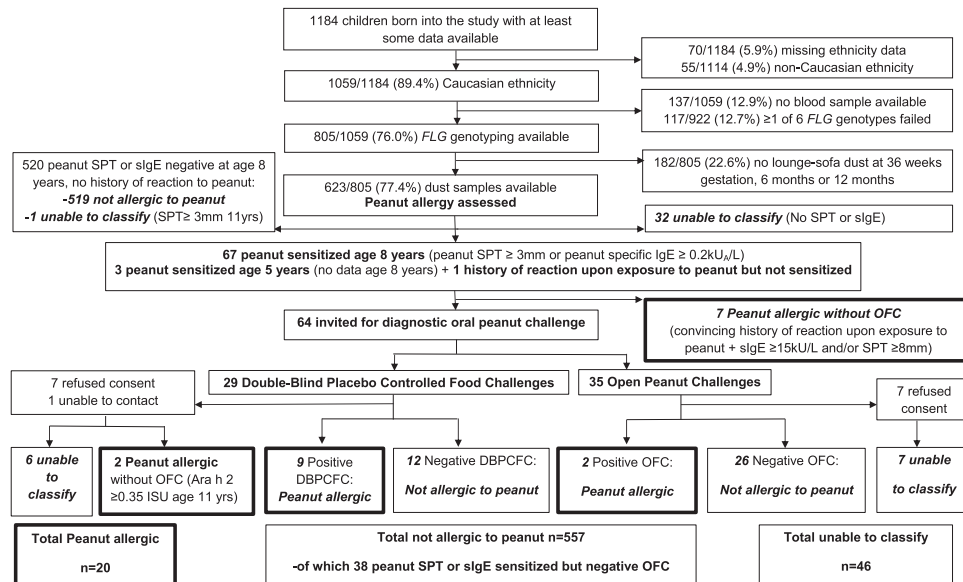 1184 children born into the study with at least
some data available
70/1184 (5.9%) missing ethnicity data
55/1114 (4.9%) non-Caucasian ethnicity
1059/1184 (89.4%) Caucasian ethnicity
137/1059 (12.9%) no blood sample available
117/922 (12.7%) ≥1 of 6 FLG genotypes failed
805/1059 (76.0%) FLG genotyping available
520 peanut SPT or sIgE negative at age 8
years, no history of reaction to peanut:
-519 not allergic to peanut
-1 unable to classify (SPT≥ 3mm 11yrs)
182/805 (22.6%) no lounge-sofa dust at 36 weeks
gestation, 6 months or 12 months
623/805 (77.4%) dust samples available
Peanut allergy assessed
32 unable to classify (No SPT or sIgE)
67 peanut sensitized age 8 years (peanut SPT ≥ 3mm or peanut specific IgE ≥ 0.2kUA/L)
3 peanut sensitized age 5 years (no data age 8 years) + 1 history of reaction upon exposure to peanut but not sensitized
64 invited for diagnostic oral peanut challenge
7 Peanut allergic without OFC
(convincing history of reaction upon exposure to
peanut + sIgE ≥15kU/L and/or SPT ≥8mm)
7 refused consent
1 unable to contact
29 Double-Blind Placebo Controlled Food Challenges
35 Open Peanut Challenges
7 refused
consent
6 unable
to classify
2 Peanut allergic
without OFC (Ara h 2
≥0.35 ISU age 11 yrs)
9 Positive
DBPCFC:
Peanut allergic
12 Negative DBPCFC:
Not allergic to peanut
2 Positive OFC:
Peanut allergic
26 Negative OFC:
Not allergic to peanut
7 unable
to classify
Total Peanut allergic
n=20
Total not allergic to peanut n=557
-of which 38 peanut SPT or sIgE sensitized but negative OFC
Total unable to classify
n=46